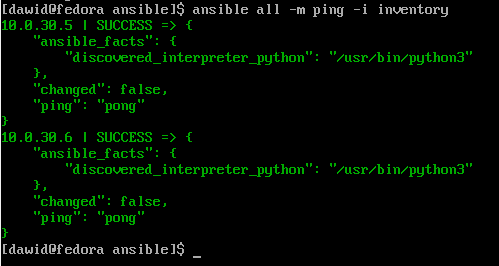 [dawid@fedora ansible]$ ansible all -m ping -i inventory
10.0.30.5 | SUCCESS => {
    "ansible_facts": {
        "discovered_interpreter_python": "/usr/bin/python3"
    },
    "changed": false,
    "ping": "pong"
}
10.0.30.6 | SUCCESS => {
    "ansible_facts": {
        "discovered_interpreter_python": "/usr/bin/python3"
    },
    "changed": false,
    "ping": "pong"
}
[dawid@fedora ansible]$ _